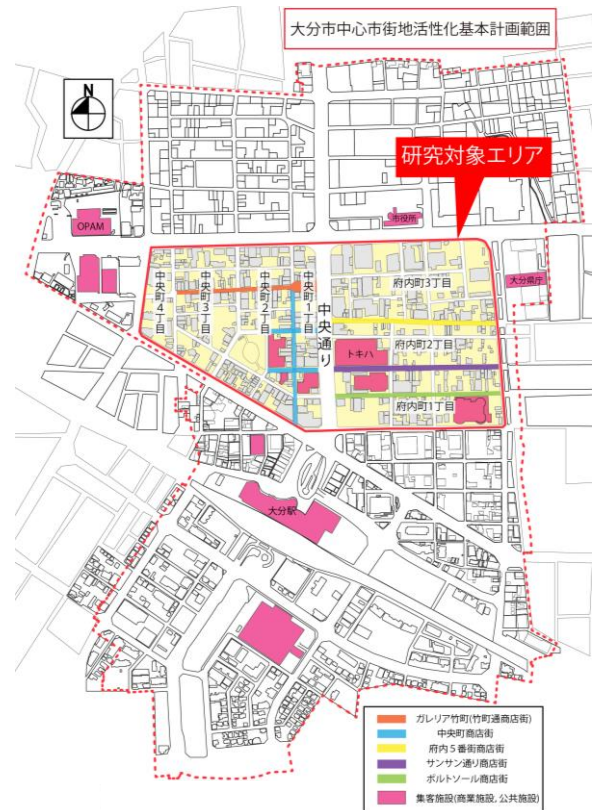 大分市中心市街地活性化基本計画範囲
N
研究対象エリア
OPAM
市役所
大分県庁
中央町4丁目
中央町3丁目
中央町2丁目
中央町1丁目
中央通り
府内町3丁目
府内町2丁目
トキハ
府内町1丁目
大分駅
ガレリア竹町(竹町通商店街)
中央町商店街
府内5番街商店街
サンサン通り商店街
ポルトソール商店街
集客施設(商業施設,公共施設)